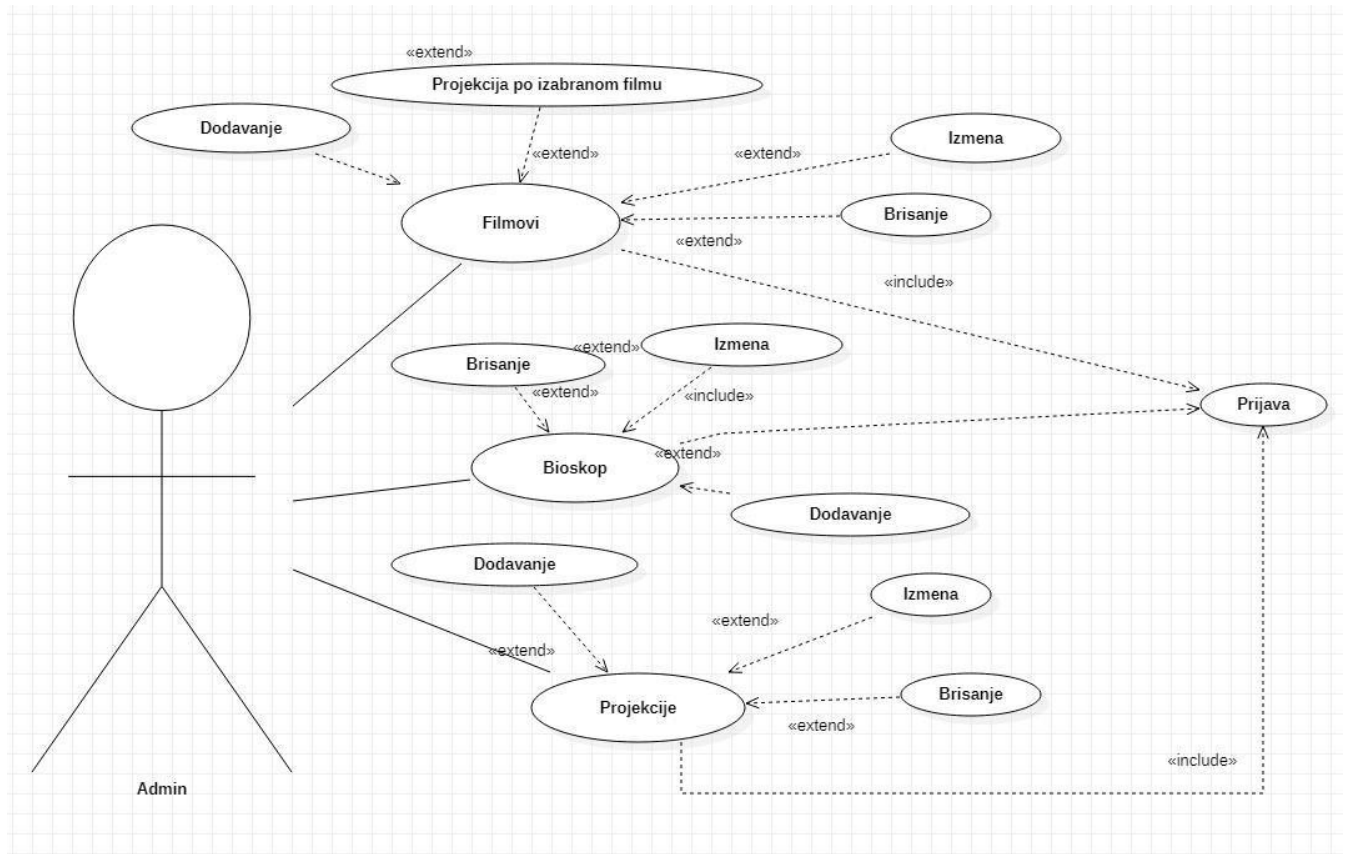 «extend»
Projekcija po izabranom filmu
Dodavanje
Izmena
«extend»
«extend»
Brisanje
Filmovi
«extend»
«include»
«extend»
Izmena
Brisanje
«extend»
«include»
Prijava
«extend»
Bioskop
Dodavanje
Dodavanje
Izmena
«extend»
«extend»
Brisanje
Projekcije
«extend»
«include»
Admin